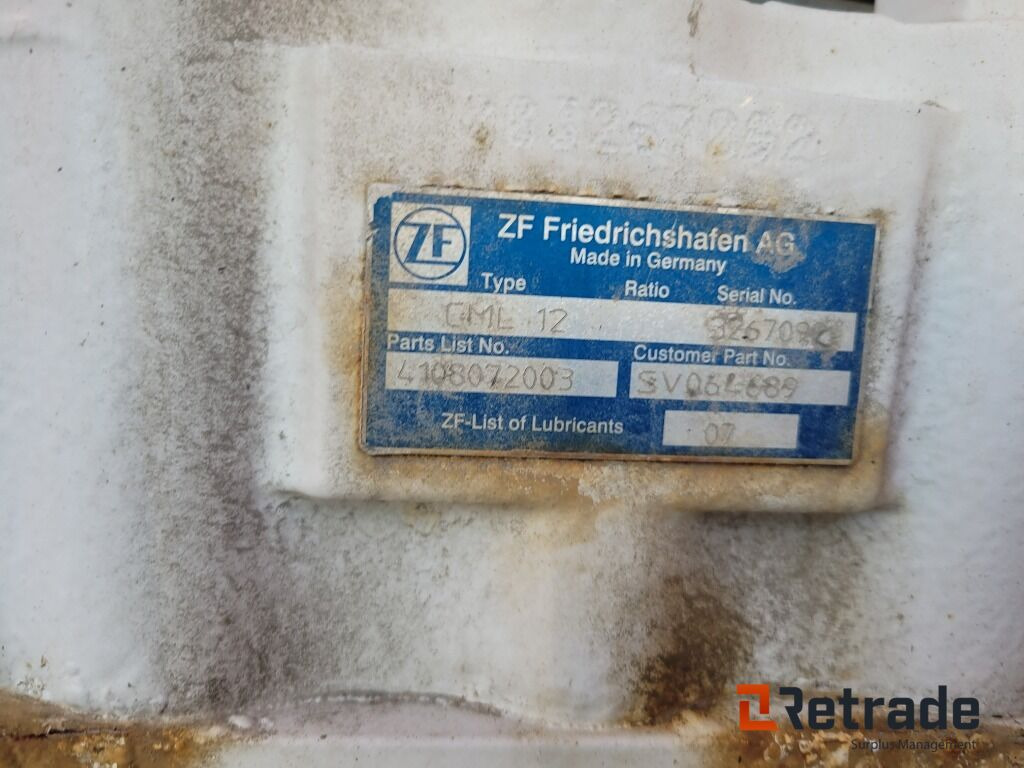 ZF
ZF Friedrichshafen AG
Made in Germany
Type Ratio Serial No.
CML 12
Parts List No. Customer Part No.
4108072003
ZF-List of Lubricants 07
Retrade
Surplus Management